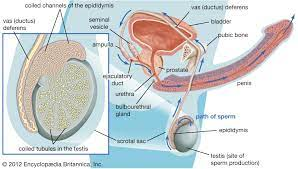 coiled channels of the epididymis
vas (ductus)
deferens
coiled tubules in the testis
© 2012 Encyclopædia Britannica, Inc.
vas (ductus) deferens
seminal
vesicle
bladder
pubic bone
ampulla
prostate
ejaculatory
duct
urethra
penis
bulbourethral
gland
path of sperm
epididymis
scrotal sac
testis (site of
sperm production)